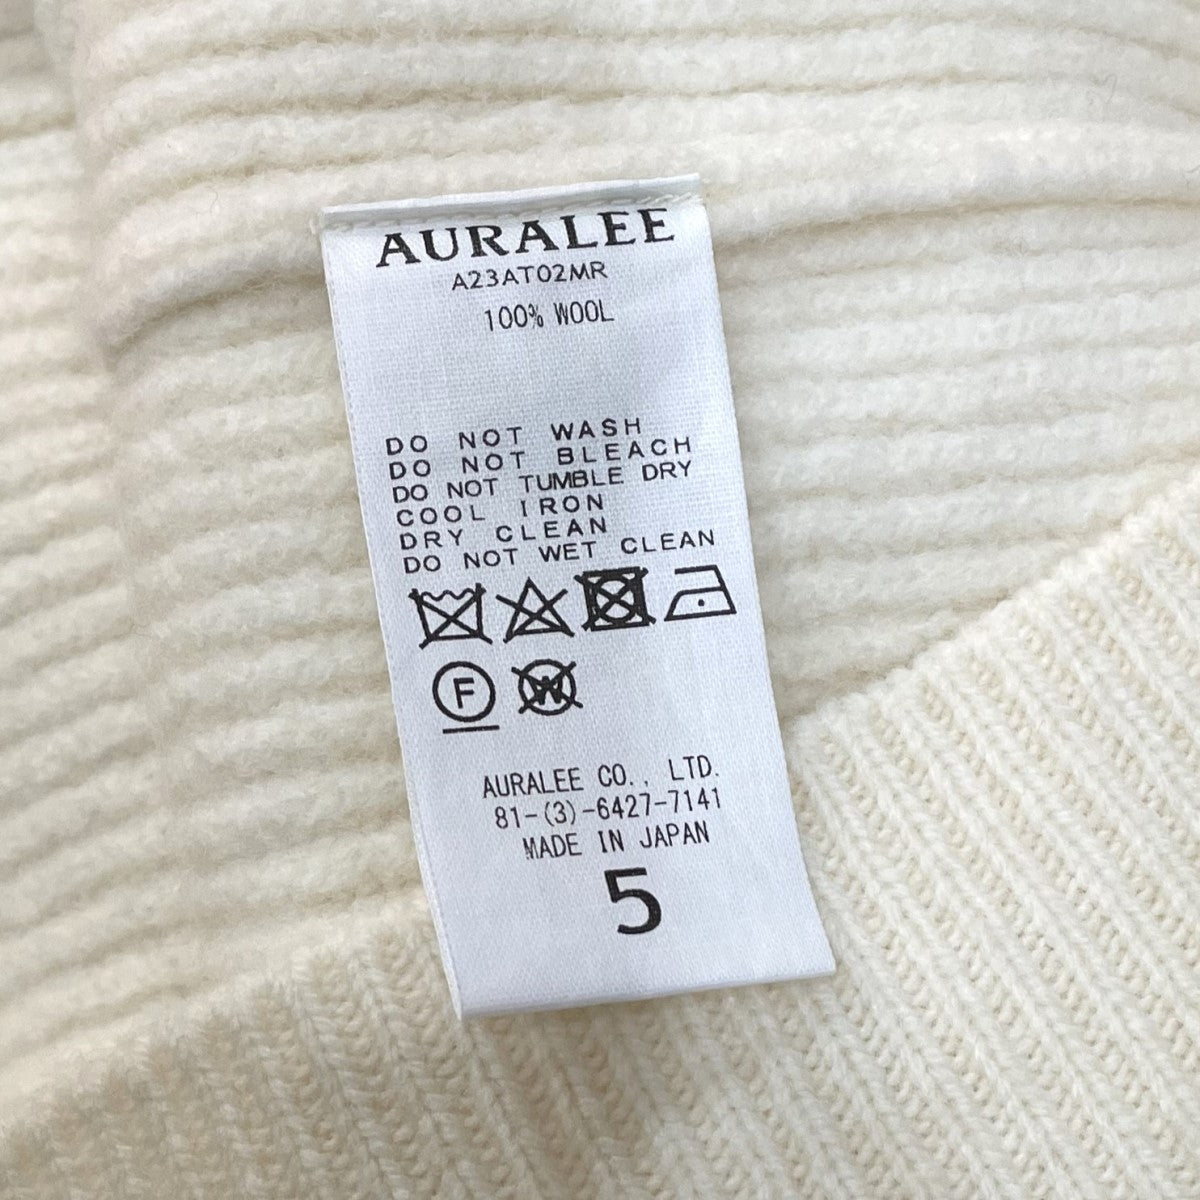 AURALEE
A23AT02MR
100% WOOL
DO NOT WASH
DO NOT BLEACH
DO NOT TUMBLE DRY
COOL IRON
DRY CLEAN
DO NOT WET CLEAN
F W
AURALEE CO., LTD.
81-(3)-6427-7141
MADE IN JAPAN
5